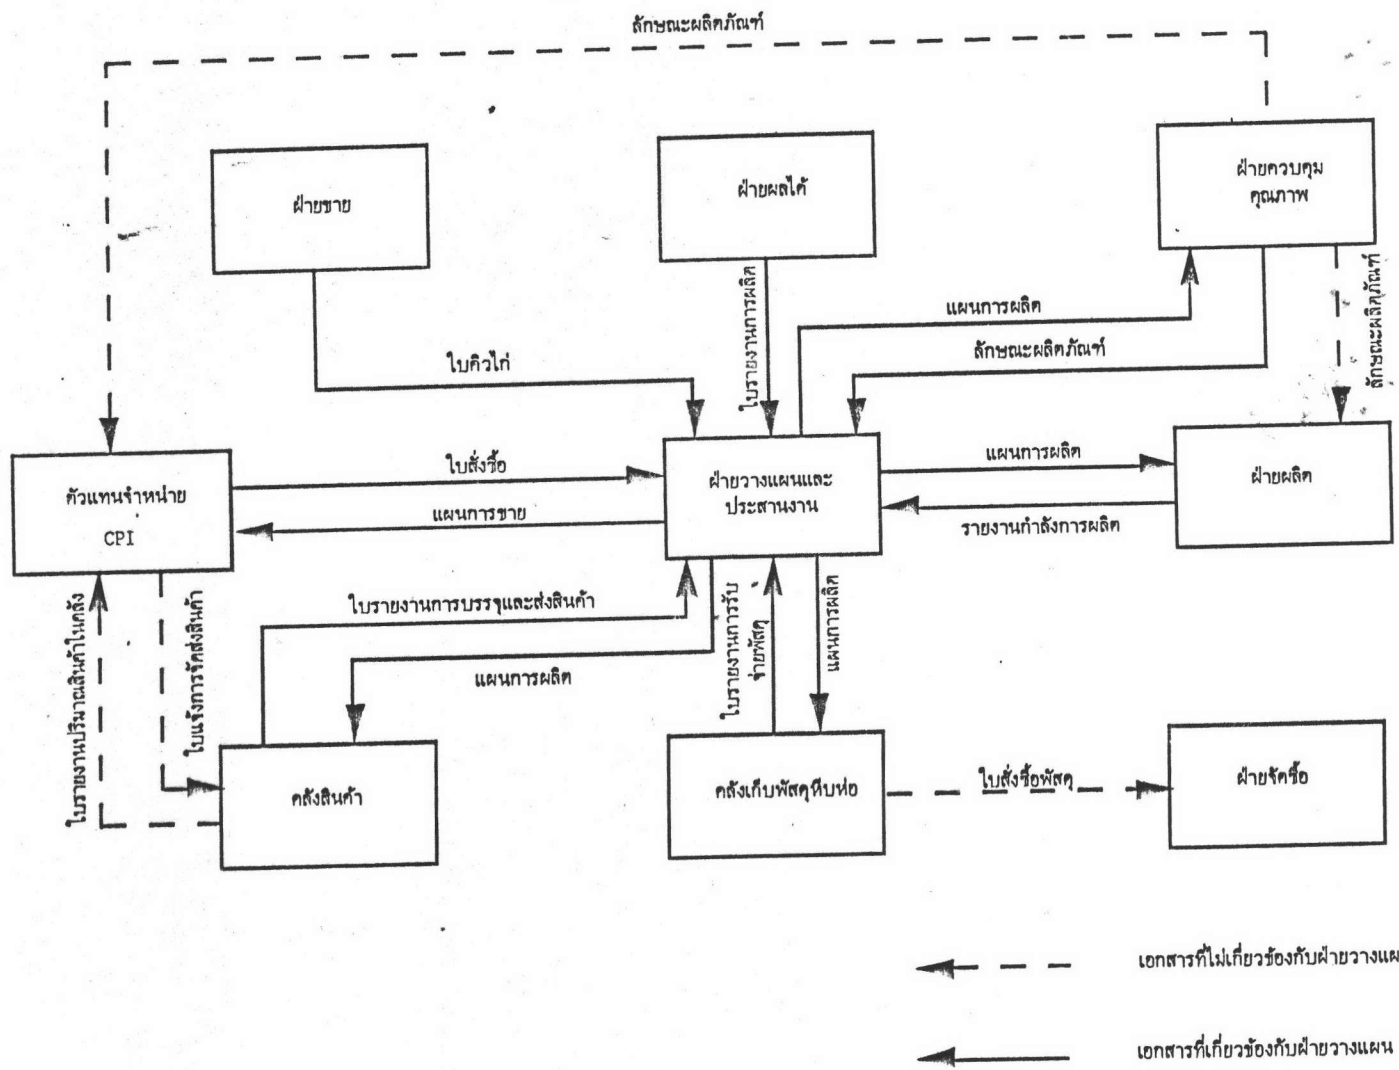 ลักษณะผลิตภัณฑ์
ฝ่ายขาย
ฝ่ายผลได้
ฝ่ายควบคุม
คุณภาพ
ใบรายงานการผลิต
แผนการผลิต
ลักษณะผลิตภัณฑ์
ลักษณะผลิตภัณฑ์
ใบคิวไก่
ตัวแทนจำหน่าย
CPI
ใบสั่งซื้อ
แผนการขาย
ฝ่ายวางแผนและ
ประสานงาน
แผนการผลิต
รายงานกำลังการผลิต
ฝ่ายผลิต
ใบรายงานปริมาณสินค้าในคลัง
ใบแจ้งการจัดส่งสินค้า
ใบรายงานการบรรจุและส่งสินค้า
แผนการผลิต
ใบรายงานการรับ
จ่ายพัสดุ
แผนการผลิต
คลังสินค้า
คลังเก็บพัสดุหีบห่อ
ใบสั่งซื้อพัสดุ
ฝ่ายจัดซื้อ
เอกสารที่ไม่เกี่ยวข้องกับฝ่ายวางแผ
เอกสารที่เกี่ยวข้องกับฝ่ายวางแผน